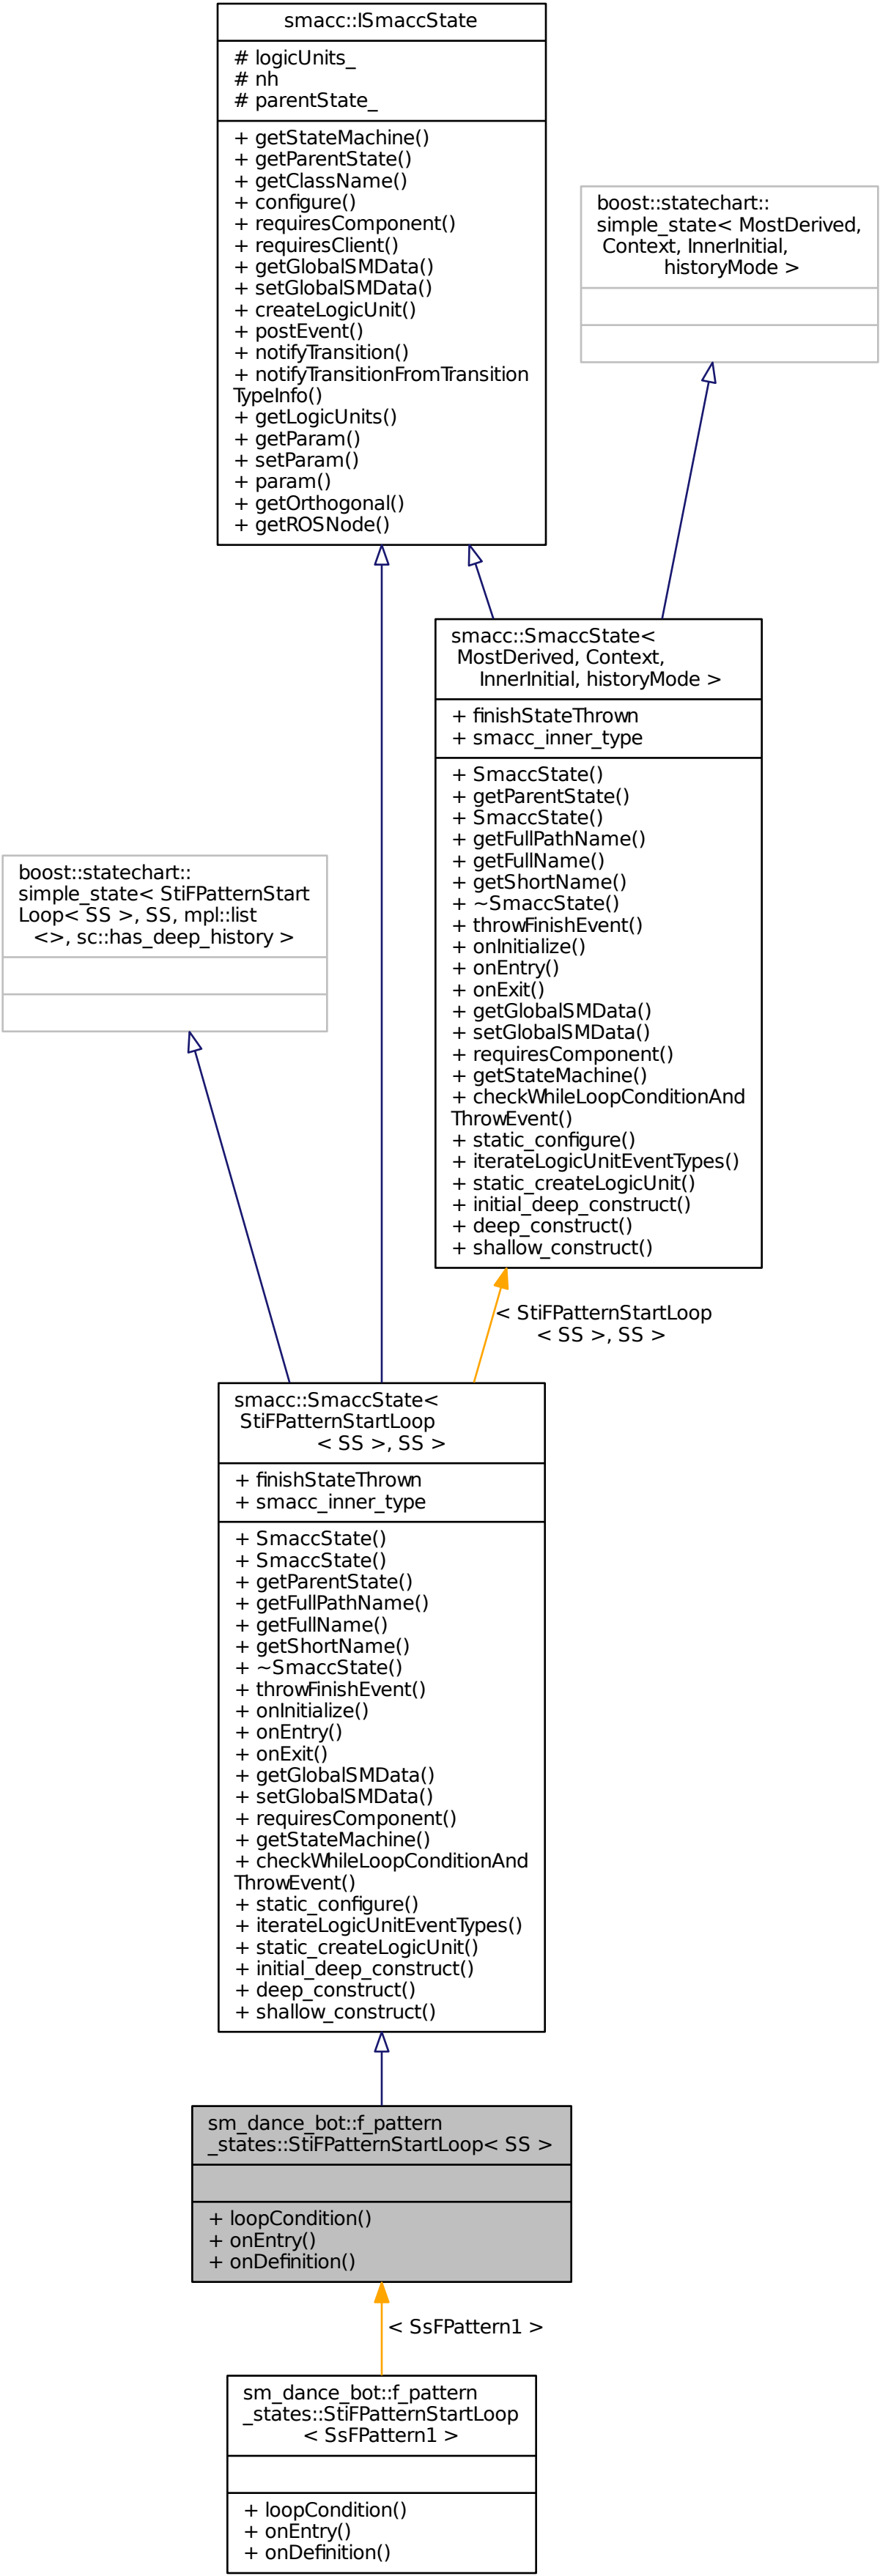 smacc::ISmaccState
# logicUnits_
# nh
# parentState_
+ getStateMachine()
+ getParentState()
+ getClassName()
+ configure()
+ requiresComponent()
+ requiresClient()
+ getGlobalSMData()
+ setGlobalSMData()
+ createLogicUnit()
+ postEvent()
+ notifyTransition()
+ notifyTransitionFromTransition
TypeInfo()
+ getLogicUnits()
+ getParam()
+ setParam()
+ param()
+ getOrthogonal()
+ getROSNode()
boost::statechart::
simple_state< MostDerived,
Context, InnerInitial,
historyMode >
smacc::SmaccState<
MostDerived, Context,
InnerInitial, historyMode >
+ finishStateThrown
+ smacc_inner_type
+ SmaccState()
+ getParentState()
+ SmaccState()
+ getFullPathName()
+ getFullName()
+ getShortName()
+ ~SmaccState()
+ throwFinishEvent()
+ onInitialize()
+ onEntry()
+ onExit()
+ getGlobalSMData()
+ setGlobalSMData()
+ requiresComponent()
+ getStateMachine()
+ checkWhileLoopConditionAnd
ThrowEvent()
+ static_configure()
+ iterateLogicUnitEventTypes()
+ static_createLogicUnit()
+ initial_deep_construct()
+ deep_construct()
+ shallow_construct()
boost::statechart::
simple_state< StiFPatternStart
Loop< SS >, SS, mpl::list
<>, sc::has_deep_history >
< StiFPatternStartLoop
< SS >, SS >
smacc::SmaccState<
StiFPatternStartLoop
< SS >, SS >
+ finishStateThrown
+ smacc_inner_type
+ SmaccState()
+ SmaccState()
+ getParentState()
+ getFullPathName()
+ getFullName()
+ getShortName()
+ ~SmaccState()
+ throwFinishEvent()
+ onInitialize()
+ onEntry()
+ onExit()
+ getGlobalSMData()
+ setGlobalSMData()
+ requiresComponent()
+ getStateMachine()
+ checkWhileLoopConditionAnd
ThrowEvent()
+ static_configure()
+ iterateLogicUnitEventTypes()
+ static_createLogicUnit()
+ initial_deep_construct()
+ deep_construct()
+ shallow_construct()
sm_dance_bot::f_pattern
_states::StiFPatternStartLoop< SS >
+ loopCondition()
+ onEntry()
+ onDefinition()
< SsFPattern1 >
sm_dance_bot::f_pattern
_states::StiFPatternStartLoop
< SsFPattern1 >
+ loopCondition()
+ onEntry()
+ onDefinition()